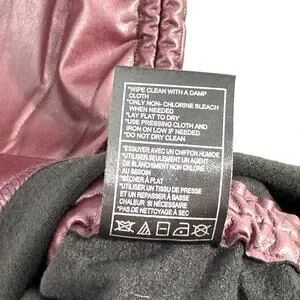 *WIPE CLEAN WITH A DAMP
CLOTH
*ONLY NON- CHLORINE BLEACH
WHEN NEEDED
*LAY FLAT TO DRY
*USE PRESSING CLOTH AND
IRON ON LOW IF NEEDED
*DO NOT DRY CLEAN
*ESSUYER AVEC UN CHIFFON HUMIDE
*UTILISEZ SEULEMENT UN AGENT
DE BLANCHIMENT NON JAVELISANT
AU BESOIN
*SÉCHER À PLAT
*UTILISER UN TISSU DE PRESSE
ET UN REPASSER À BASSE
CHALEUR SI NÉCESSAIRE
*PAS DE NETTOYAGE À SEC